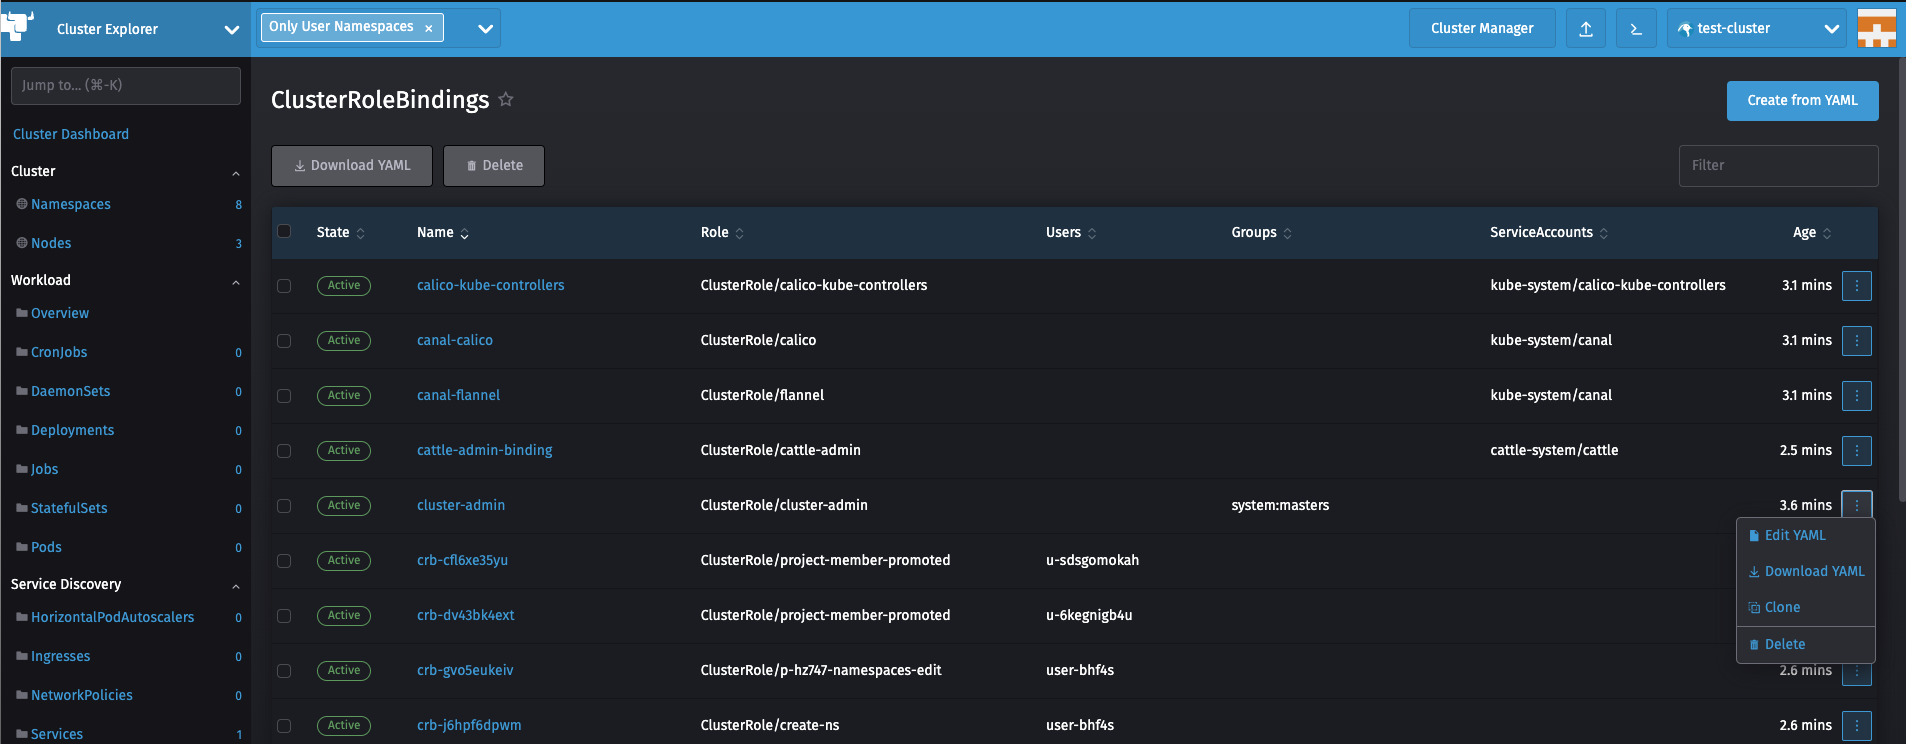 Cluster Explorer
Only User Namespaces ×
Cluster Manager
test-cluster
Jump to... (⌘-K)
Cluster Dashboard
Cluster
Namespaces 8
Nodes 3
Workload
Overview
CronJobs 0
DaemonSets 0
Deployments 0
Jobs 0
StatefulSets 0
Pods 0
Service Discovery
HorizontalPodAutoscalers 0
Ingresses 0
NetworkPolicies 0
Services 1
ClusterRoleBindings
Create from YAML
Download YAML Delete
Filter
State Name Role Users Groups ServiceAccounts Age
Active calico-kube-controllers ClusterRole/calico-kube-controllers kube-system/calico-kube-controllers 3.1 mins
Active canal-calico ClusterRole/calico kube-system/canal 3.1 mins
Active canal-flannel ClusterRole/flannel kube-system/canal 3.1 mins
Active cattle-admin-binding ClusterRole/cattle-admin cattle-system/cattle 2.5 mins
Active cluster-admin ClusterRole/cluster-admin system:masters 3.6 mins
Active crb-cfl6xe35yu ClusterRole/project-member-promoted u-sdsgomokah
Active crb-dv43bk4ext ClusterRole/project-member-promoted u-6kegnigb4u
Active crb-gvo5eukeiv ClusterRole/p-hz747-namespaces-edit user-bhf4s 2.6 mins
Active crb-j6hpf6dpwm ClusterRole/create-ns user-bhf4s 2.6 mins
Edit YAML
Download YAML
Clone
Delete